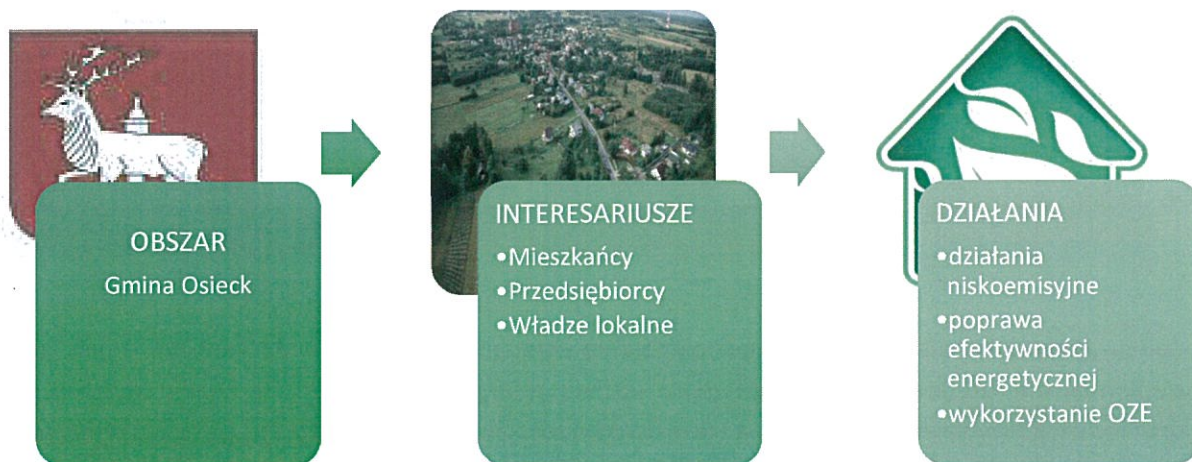 OBSZAR
Gmina Osieck
INTERESARIUSZE
•Mieszkańcy
•Przedsiębiorcy
•Władze lokalne
DZIAŁANIA
•działania
niskoemisyjne
•poprawa
efektywności
energetycznej
•wykorzystanie OZE